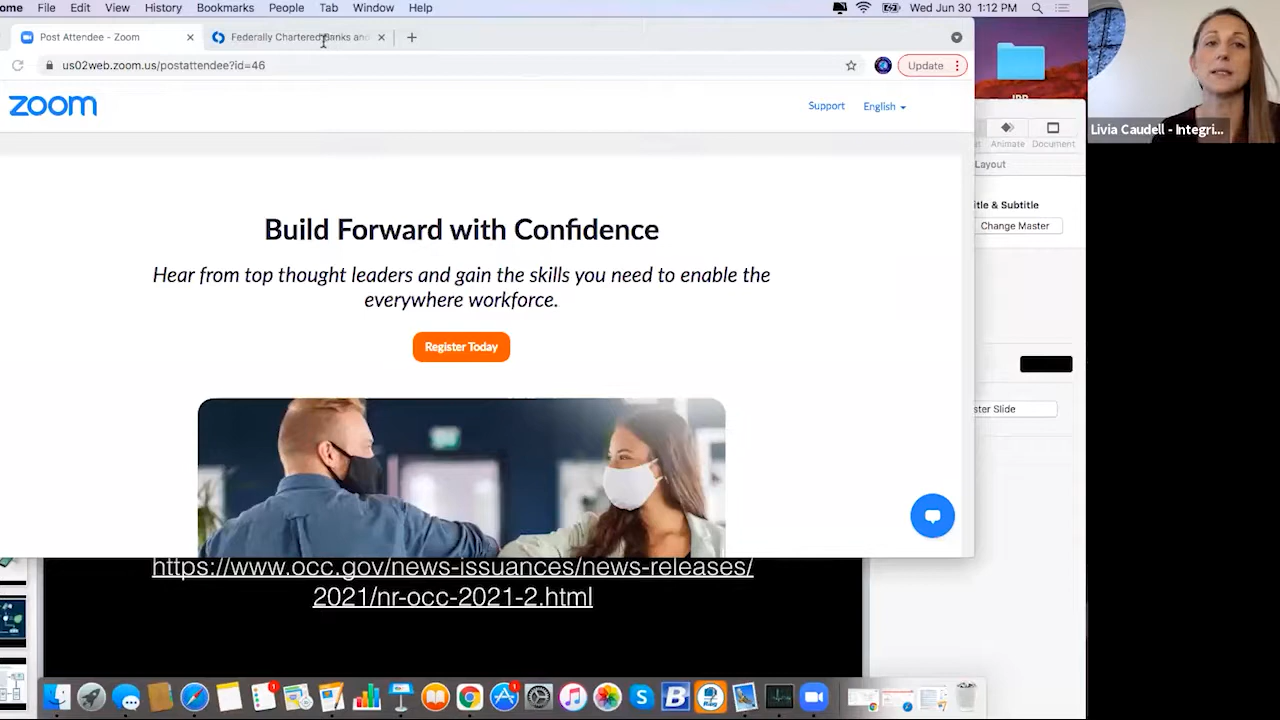 ome File Edit View History Bookmarks People Tab Window Help Wed Jun 30 1:12 PM
Post Attendee - Zoom Federally Chartered Banks and
us02web.zoom.us/postattendee?id=46 Update
zoom Support English
Build Forward with Confidence
Hear from top thought leaders and gain the skills you need to enable the
everywhere workforce.
Register Today
https://www.occ.gov/news-issuances/news-releases/
2021/nr-occ-2021-2.html
Animate Document
Layout
itle & Subtitle
Change Master
ster Slide
Livia Caudell - Integri...